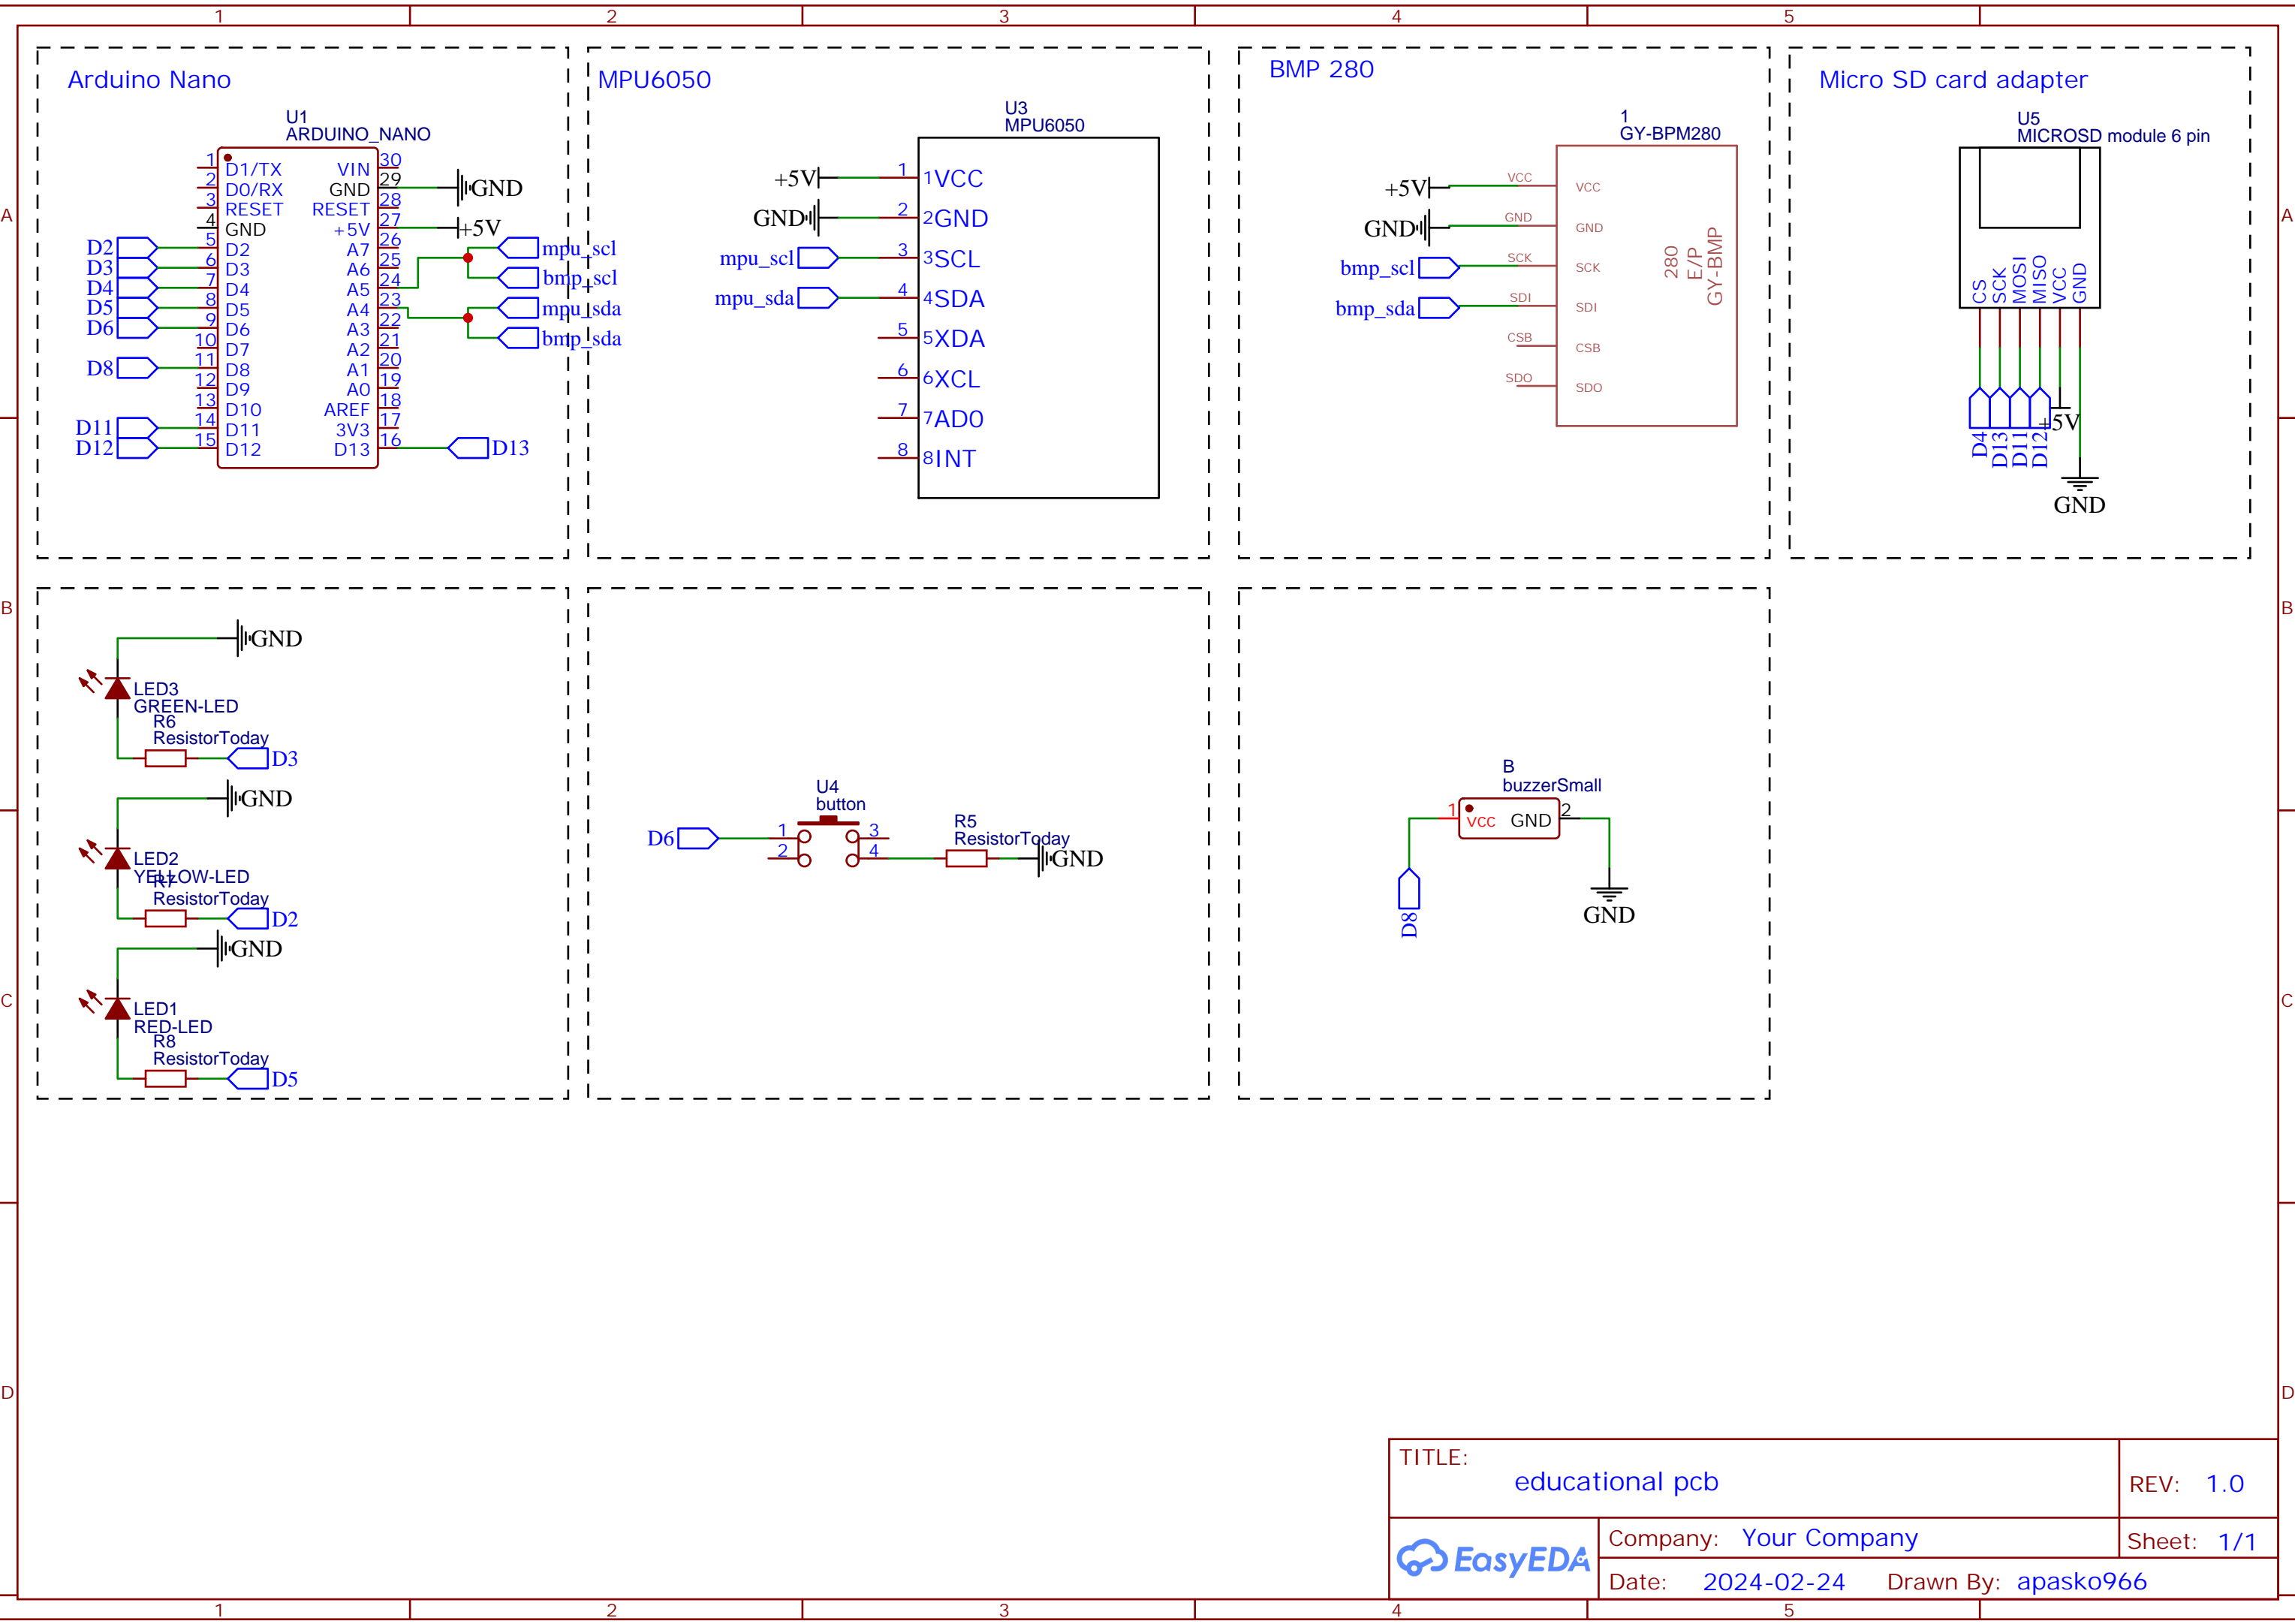 1 2 3 4 5
A
B
C
D
Arduino Nano
U1
ARDUINO_NANO
1 D1/TX
2 D0/RX
3 RESET
4 GND
D2 5 D2
D3 6 D3
D4 7 D4
D5 8 D5
D6 9 D6
10 D7
D8 11 D8
12 D9
13 D10
D11 14 D11
D12 15 D12
VIN 30
GND 29 GND
RESET 28
+5V 27 +5V
A7 26
A6 25
A5 24
A4 23
A3 22
A2 21
A1 20
A0 19
AREF 18
3V3 17
D13 16 D13
mpu_scl
bmp_scl
mpu_sda
bmp_sda
MPU6050
U3
MPU6050
+5V 1 1VCC
GND 2 2GND
mpu_scl 3 3SCL
mpu_sda 4 4SDA
5 5XDA
6 6XCL
7 7AD0
8 8INT
BMP 280
1
GY-BPM280
+5V VCC VCC
GND GND GND
bmp_scl SCK SCK
bmp_sda SDI SDI
CSB CSB
SDO SDO
280
E/P
GY-BMP
Micro SD card adapter
U5
MICROSD module 6 pin
CS
SCK
MOSI
MISO
VCC
GND
D4
D13
D11
D12
+5V
GND
GND
LED3
GREEN-LED
R6
ResistorToday
D3
GND
LED2
YELLOW-LED
R7
ResistorToday
D2
GND
LED1
RED-LED
R8
ResistorToday
D5
U4
button
D6 1 3
2 4
R5
ResistorToday
GND
B
buzzerSmall
1 VCC GND 2
D8
GND
TITLE:
educational pcb
REV: 1.0
EasyEDA
Company: Your Company
Sheet: 1/1
Date: 2024-02-24 Drawn By: apasko966
A
B
C
D
1 2 3 4 5